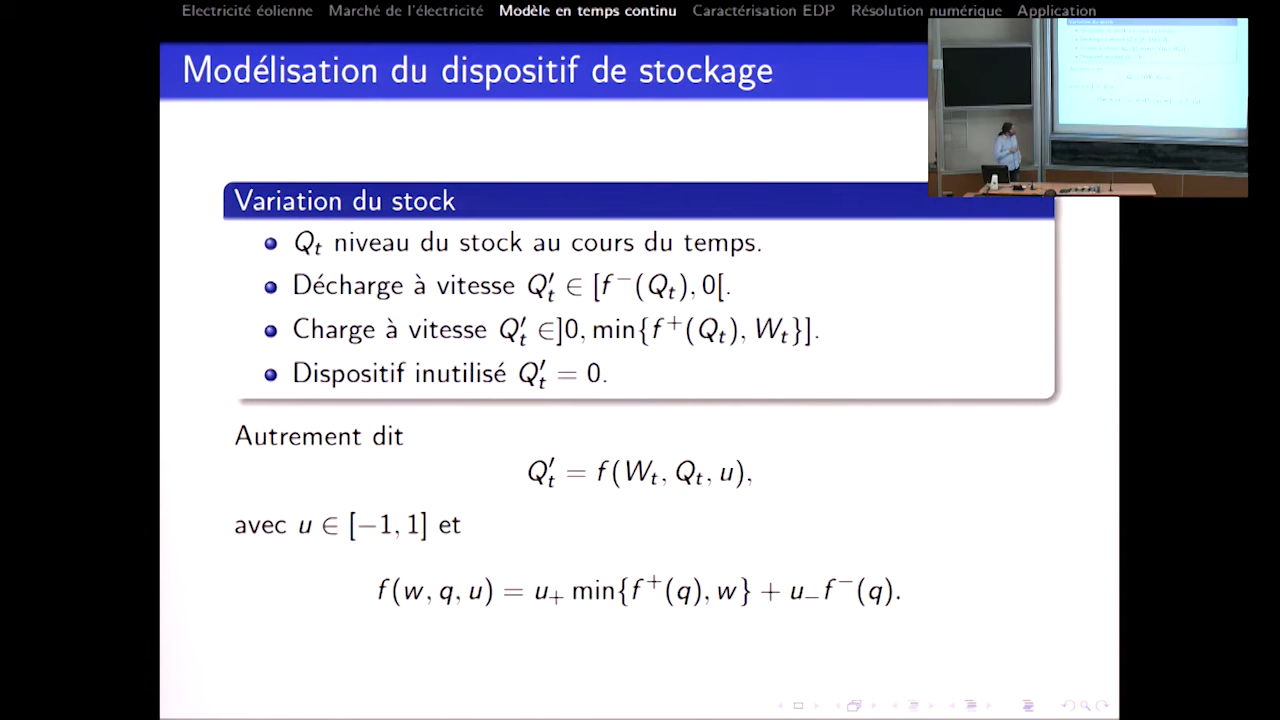 Electricité éolienne Marché de l'électricité Modèle en temps continu Caractérisation EDP Résolution numérique Application
Modélisation du dispositif de stockage
Variation du stock
Q_t niveau du stock au cours du temps.
Décharge à vitesse Q′_t ∈ [f⁻(Q_t), 0[.
Charge à vitesse Q′_t ∈]0, min{f⁺(Q_t), W_t}].
Dispositif inutilisé Q′_t = 0.
Autrement dit
Q′_t = f(W_t, Q_t, u),
avec u ∈ [−1, 1] et
f(w, q, u) = u₊ min{f⁺(q), w} + u₋f⁻(q).